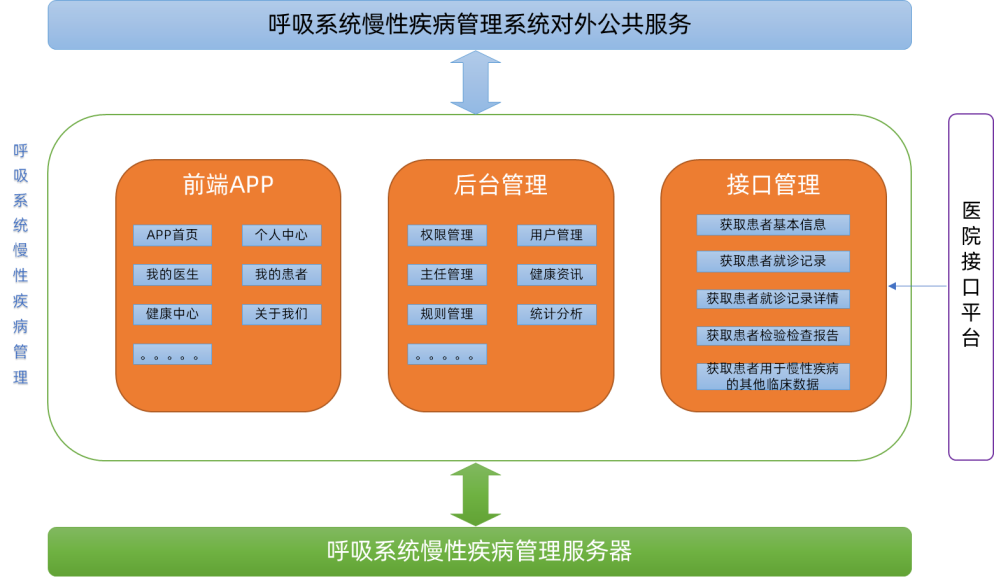 呼吸系统慢性疾病管理系统对外公共服务
呼吸系统慢性疾病管理
前端APP
APP首页
个人中心
我的医生
我的患者
健康中心
关于我们
。。。。。
后台管理
权限管理
用户管理
主任管理
健康资讯
规则管理
统计分析
。。。。。
接口管理
获取患者基本信息
获取患者就诊记录
获取患者就诊记录详情
获取患者检验检查报告
获取患者用于慢性疾病
的其他临床数据
医院接口平台
呼吸系统慢性疾病管理服务器